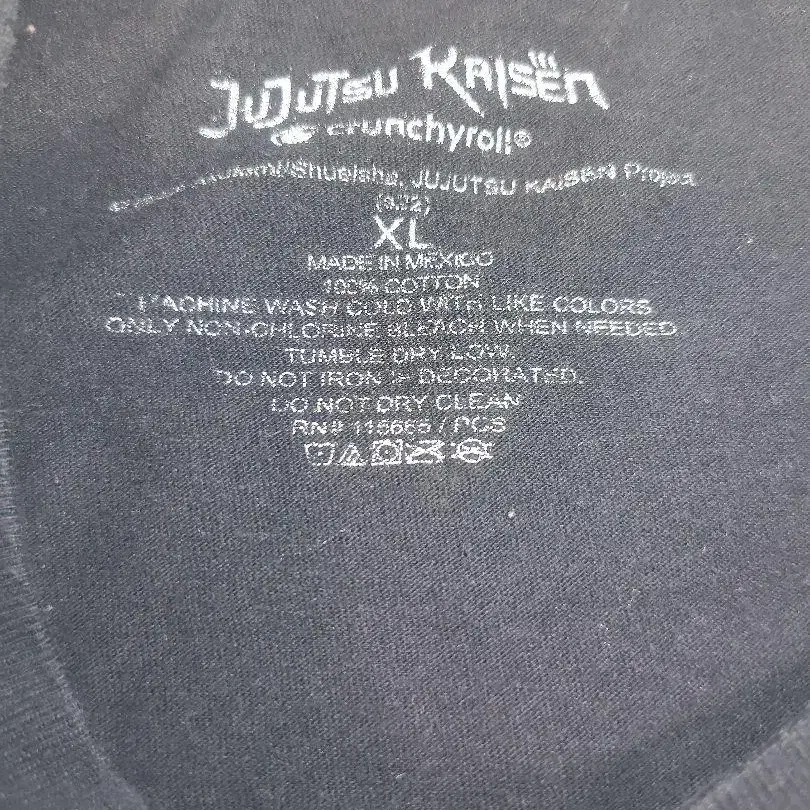 JUJUTSU KAISEN
crunchyroll®
/Shueisha, JUJUTSU KAISEN Project
XL
MADE IN MEXICO
100% COTTON
MACHINE WASH COLD WITH LIKE COLORS
ONLY NON-CHLORINE BLEACH WHEN NEEDED
TUMBLE DRY LOW.
DO NOT IRON IF DECORATED.
DO NOT DRY CLEAN
RN# 115665 / PCS